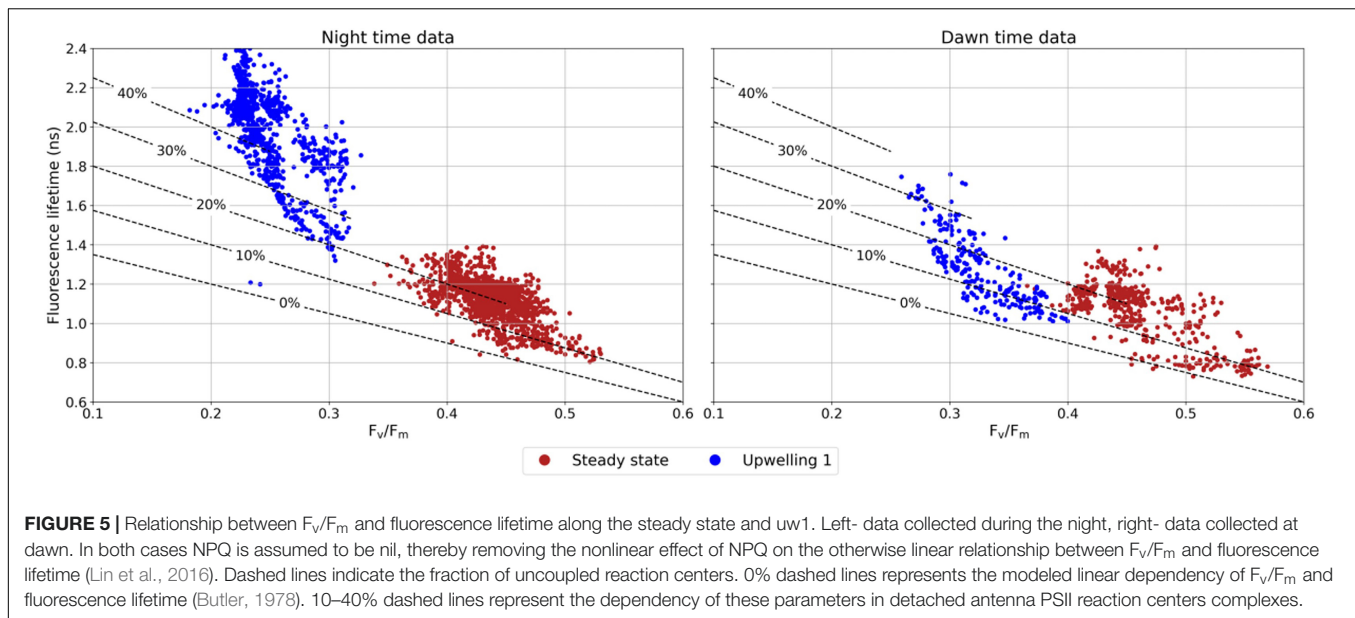 Night time data
Dawn time data
Fluorescence lifetime (ns)
2.4
2.2
2.0
1.8
1.6
1.4
1.2
1.0
0.8
0.6
40%
30%
20%
10%
0%
40%
30%
20%
10%
0%
0.1 0.2 0.3 0.4 0.5 0.6
0.1 0.2 0.3 0.4 0.5 0.6
Fv/Fm
Fv/Fm
Steady state Upwelling 1
FIGURE 5 | Relationship between Fv/Fm and fluorescence lifetime along the steady state and uw1. Left- data collected during the night, right- data collected at
dawn. In both cases NPQ is assumed to be nil, thereby removing the nonlinear effect of NPQ on the otherwise linear relationship between Fv/Fm and fluorescence
lifetime (Lin et al., 2016). Dashed lines indicate the fraction of uncoupled reaction centers. 0% dashed lines represents the modeled linear dependency of Fv/Fm and
fluorescence lifetime (Butler, 1978). 10–40% dashed lines represent the dependency of these parameters in detached antenna PSII reaction centers complexes.